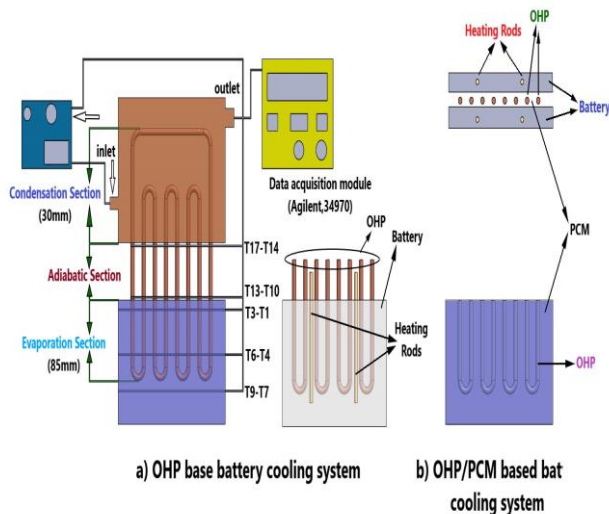 outlet
inlet
Data acquisition module
(Agilent,34970)
Condensation Section
(30mm)
Adiabatic Section
Evaporation Section
(85mm)
T17-T14
T13-T10
T3-T1
T6-T4
T9-T7
OHP
Battery
Heating
Rods
a) OHP base battery cooling system
Heating Rods
OHP
Battery
PCM
OHP
b) OHP/PCM based bat
cooling system